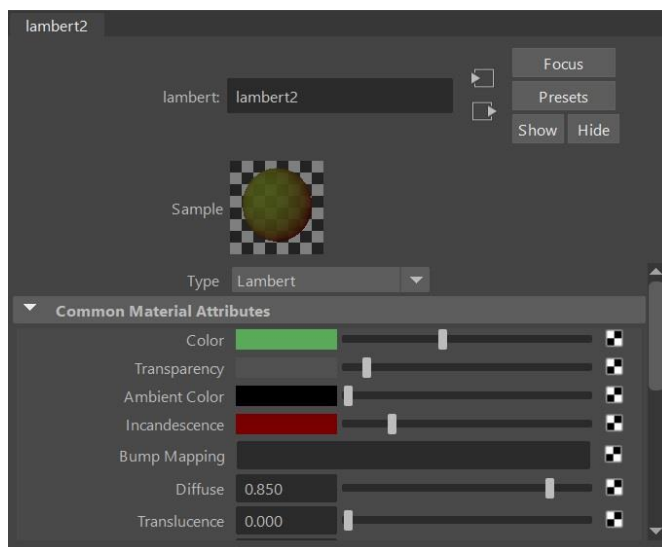 lambert2
Focus
lambert: lambert2
Presets
Show Hide
Sample
Type Lambert
Common Material Attributes
Color
Transparency
Ambient Color
Incandescence
Bump Mapping
Diffuse 0.850
Translucence 0.000